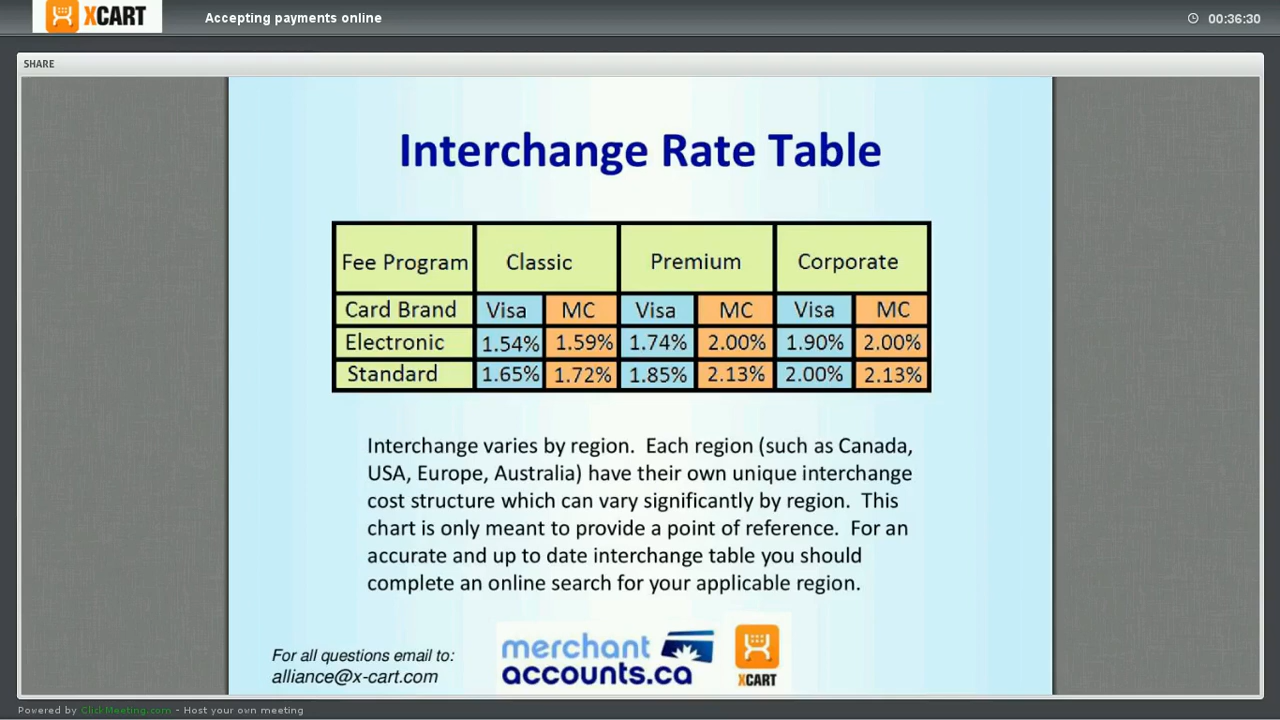 XCART
Accepting payments online
00:36:30
SHARE
Interchange Rate Table
Fee Program Classic Premium Corporate
Card Brand Visa MC Visa MC Visa MC
Electronic 1.54% 1.59% 1.74% 2.00% 1.90% 2.00%
Standard 1.65% 1.72% 1.85% 2.13% 2.00% 2.13%
Interchange varies by region.  Each region (such as Canada,
USA, Europe, Australia) have their own unique interchange
cost structure which can vary significantly by region.  This
chart is only meant to provide a point of reference.  For an
accurate and up to date interchange table you should
complete an online search for your applicable region.
For all questions email to:
alliance@x-cart.com
merchant
accounts.ca
XCART
Powered by ClickMeeting.com - Host your own meeting